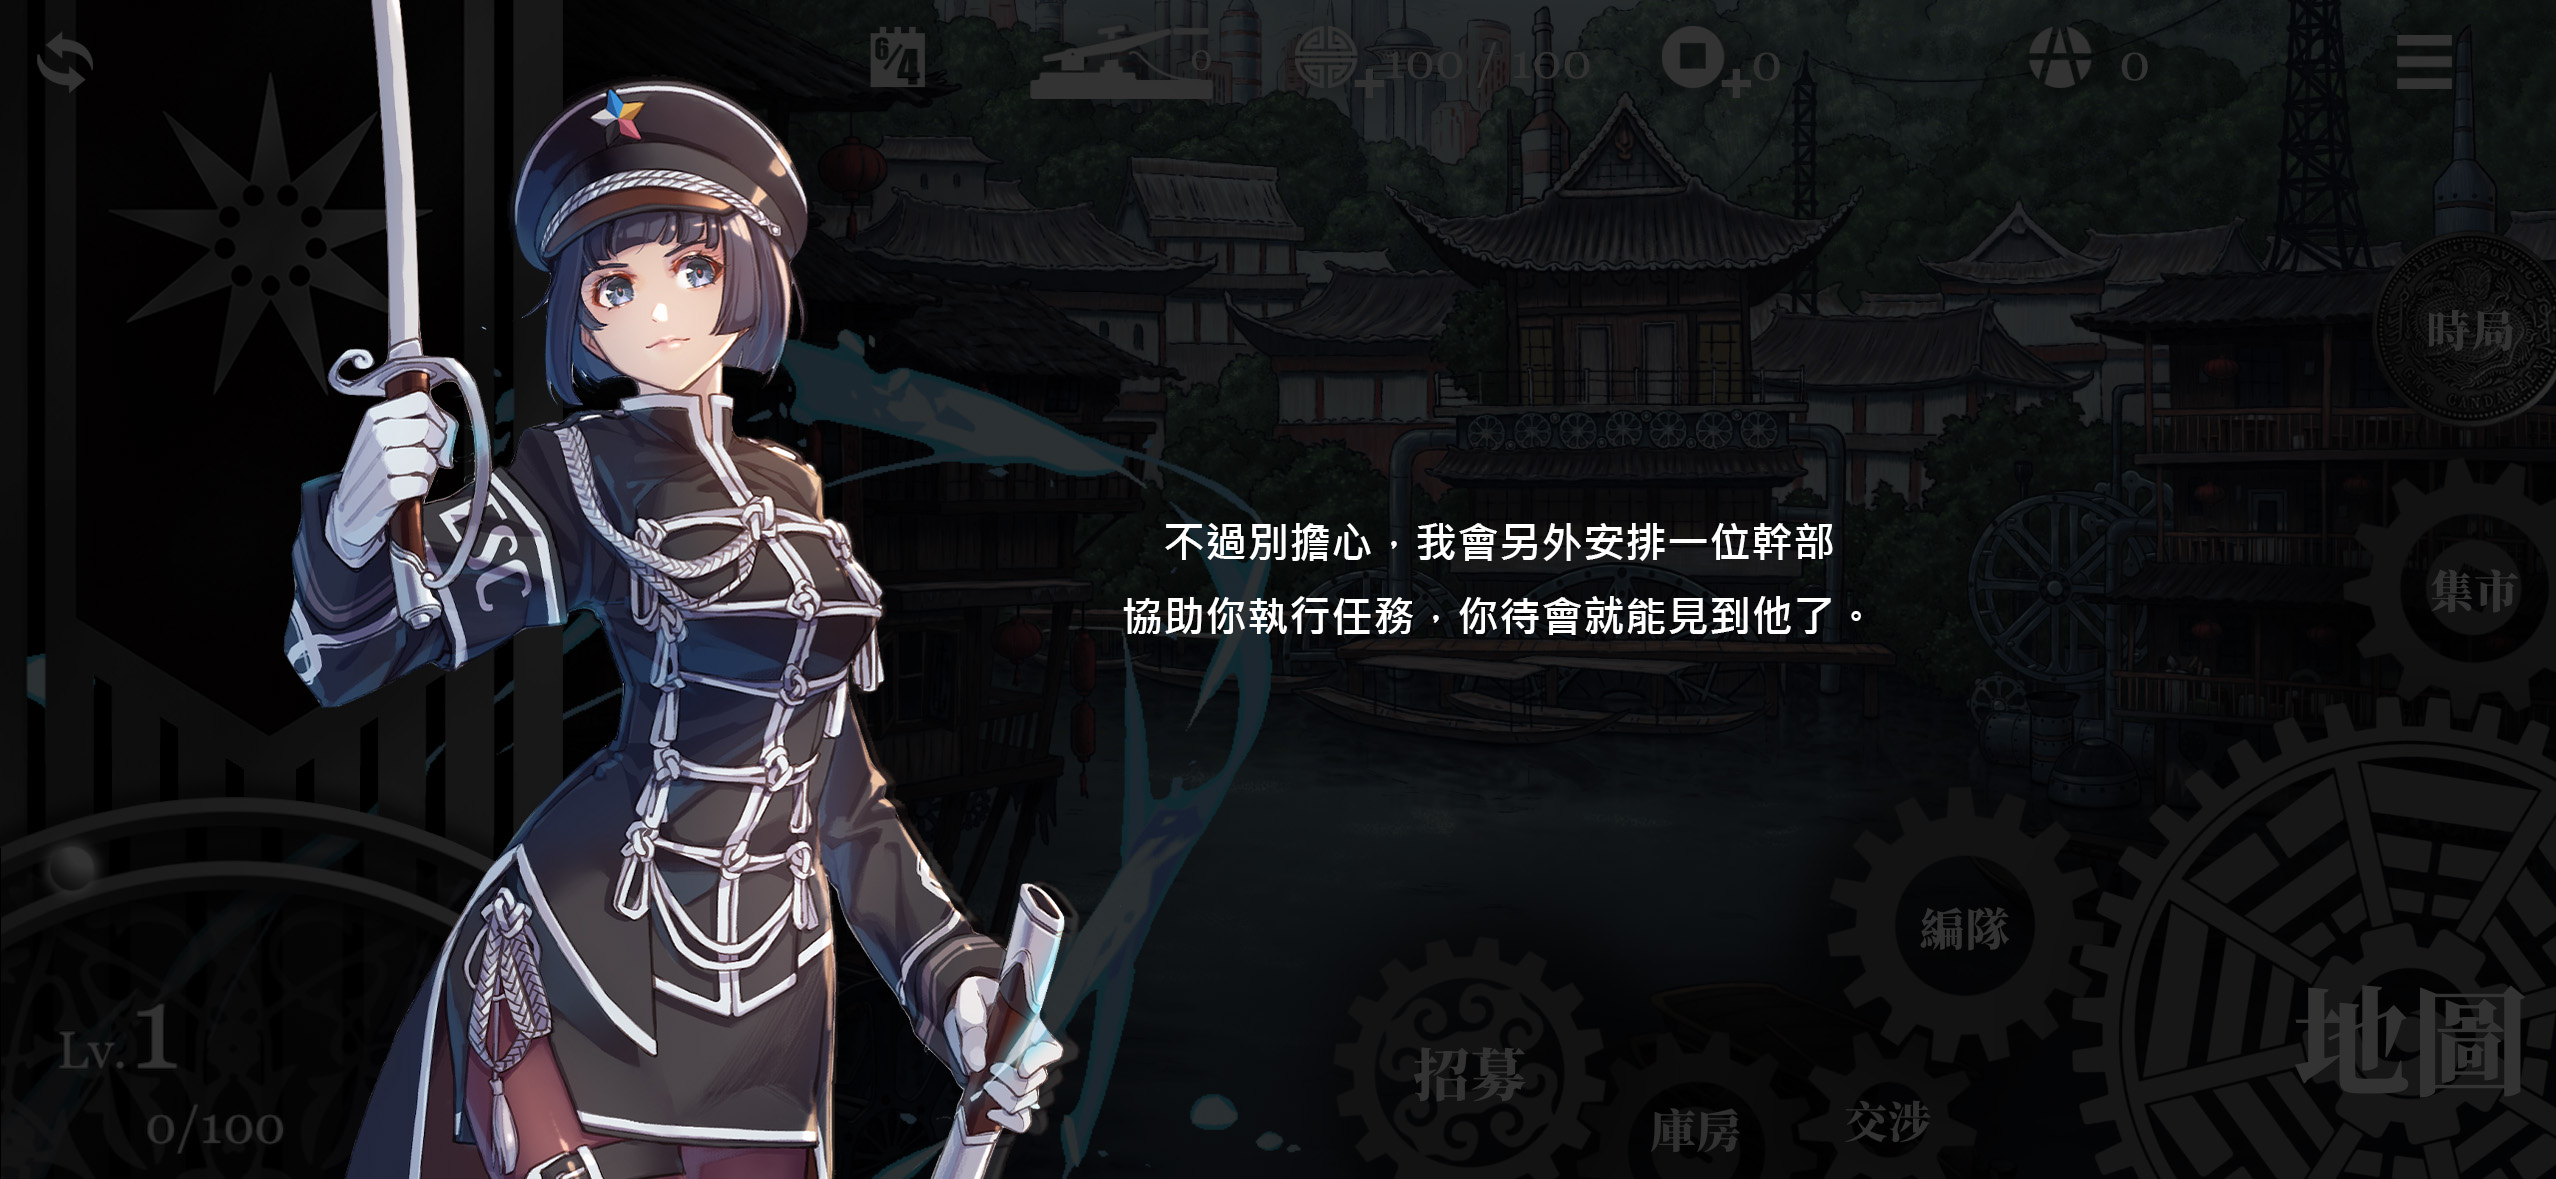 6/4
0
100 / 100
0
0
時局
ESC
不過別擔心，我會另外安排一位幹部
協助你執行任務，你待會就能見到他了。
集市
編隊
地圖
招募
庫房
交涉
Lv.1
0/100